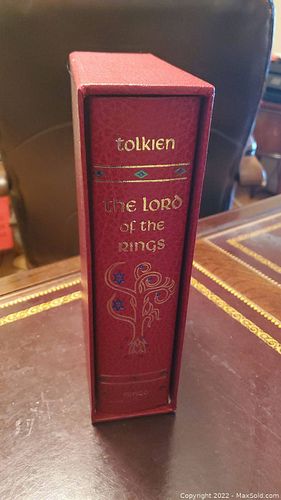 tolkien
the lord
of the
rings
Copyright 2022 - MaxSold.com